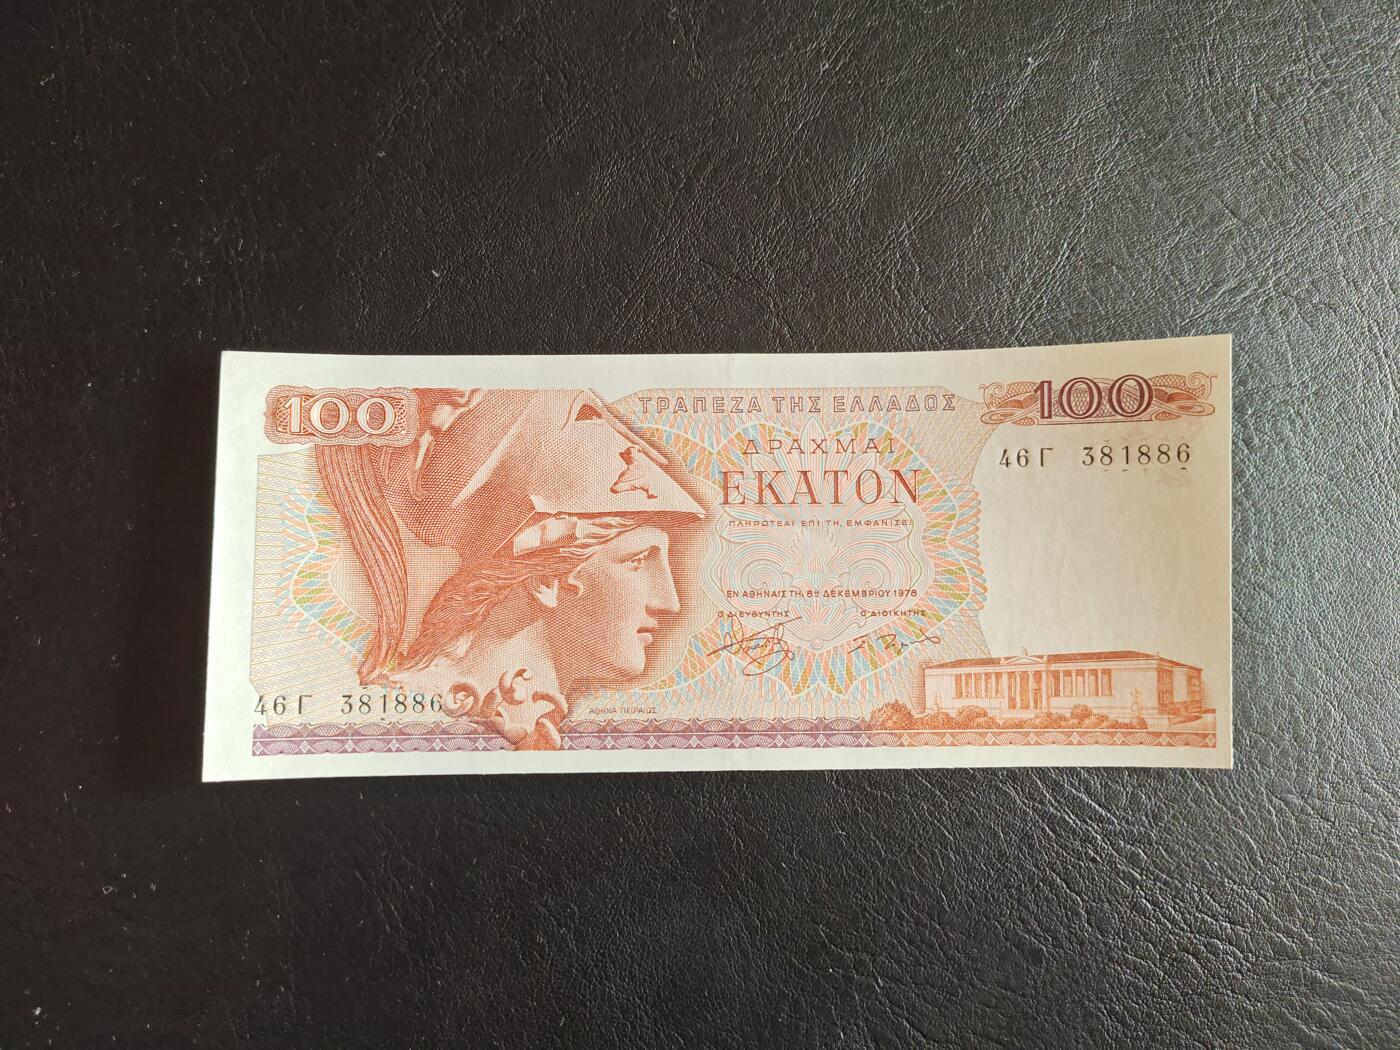 100
ΤΡΑΠΕΖΑ ΤΗΣ ΕΛΛΑΔΟΣ
100
ΔΡΑΧΜΑΙ
ΕΚΑΤΟΝ
46Γ 381886
ΠΛΗΡΩΤΕΑΙ ΕΠΙ ΤΗ, ΕΜΦΑΝΙΣΕΙ
ΕΝ ΑΘΗΝΑΙΣ ΤΗ, 8ῃ ΔΕΚΕΜΒΡΙΟΥ 1978
Ο ΔΙΕΥΘΥΝΤΗΣ Ο ΔΙΟΙΚΗΤΗΣ
46Γ 381886
ΑΘΗΝΑ ΠΕΙΡΑΙΩΣ